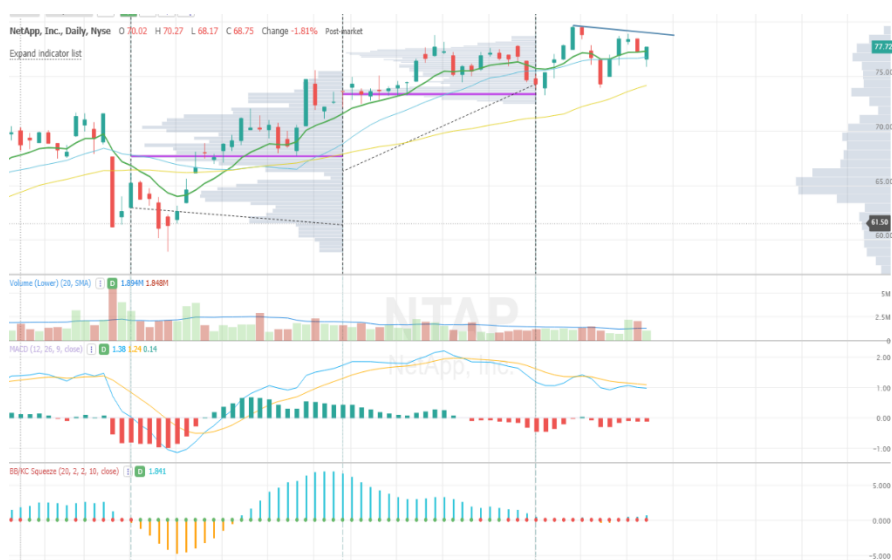 NetApp, Inc., Daily, Nyse O 70.02 H 70.27 L 68.17 C 68.75 Change -1.81% Post-market
Expand indicator list
77.72
75.00
70.00
65.00
61.58
60.00
Volume (Lower) (20, SMA) D 1.894M 1.848M
5M
2.5M
0
NTAP
NetApp, Inc.
MACD (12, 26, 9, close) D 1.38 1.24 0.14
2.00
1.00
0.00
-1.00
BB/KC Squeeze (20, 2, 2, 10, close) D 1.841
5.000
0.000
-5.000